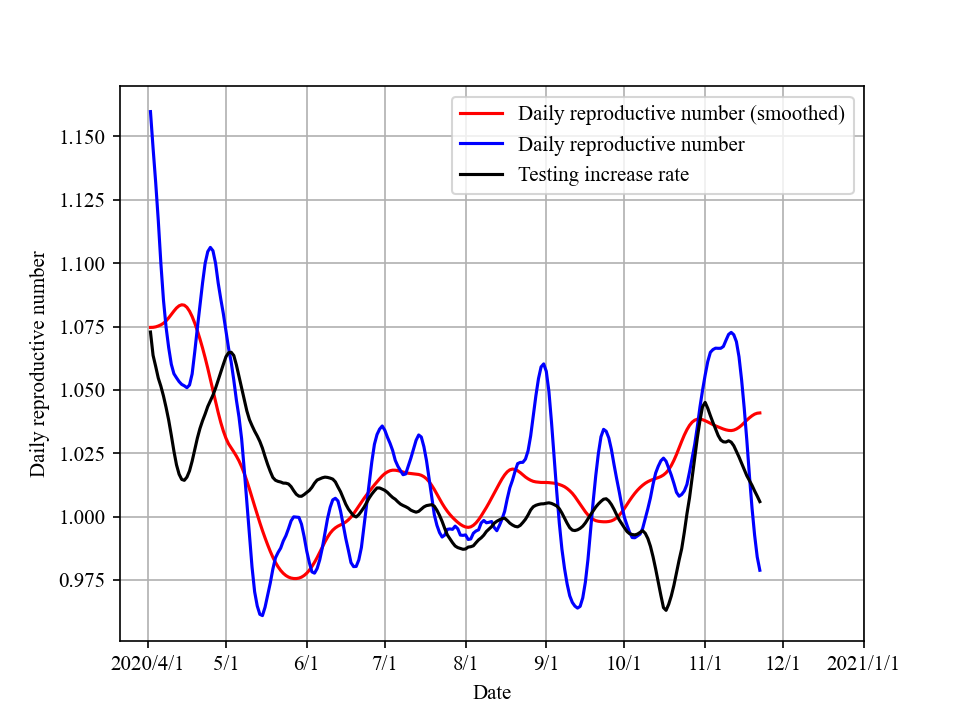 Daily reproductive number (smoothed)
Daily reproductive number
Testing increase rate
Daily reproductive number
1.150
1.125
1.100
1.075
1.050
1.025
1.000
0.975
2020/4/1 5/1 6/1 7/1 8/1 9/1 10/1 11/1 12/1 2021/1/1
Date